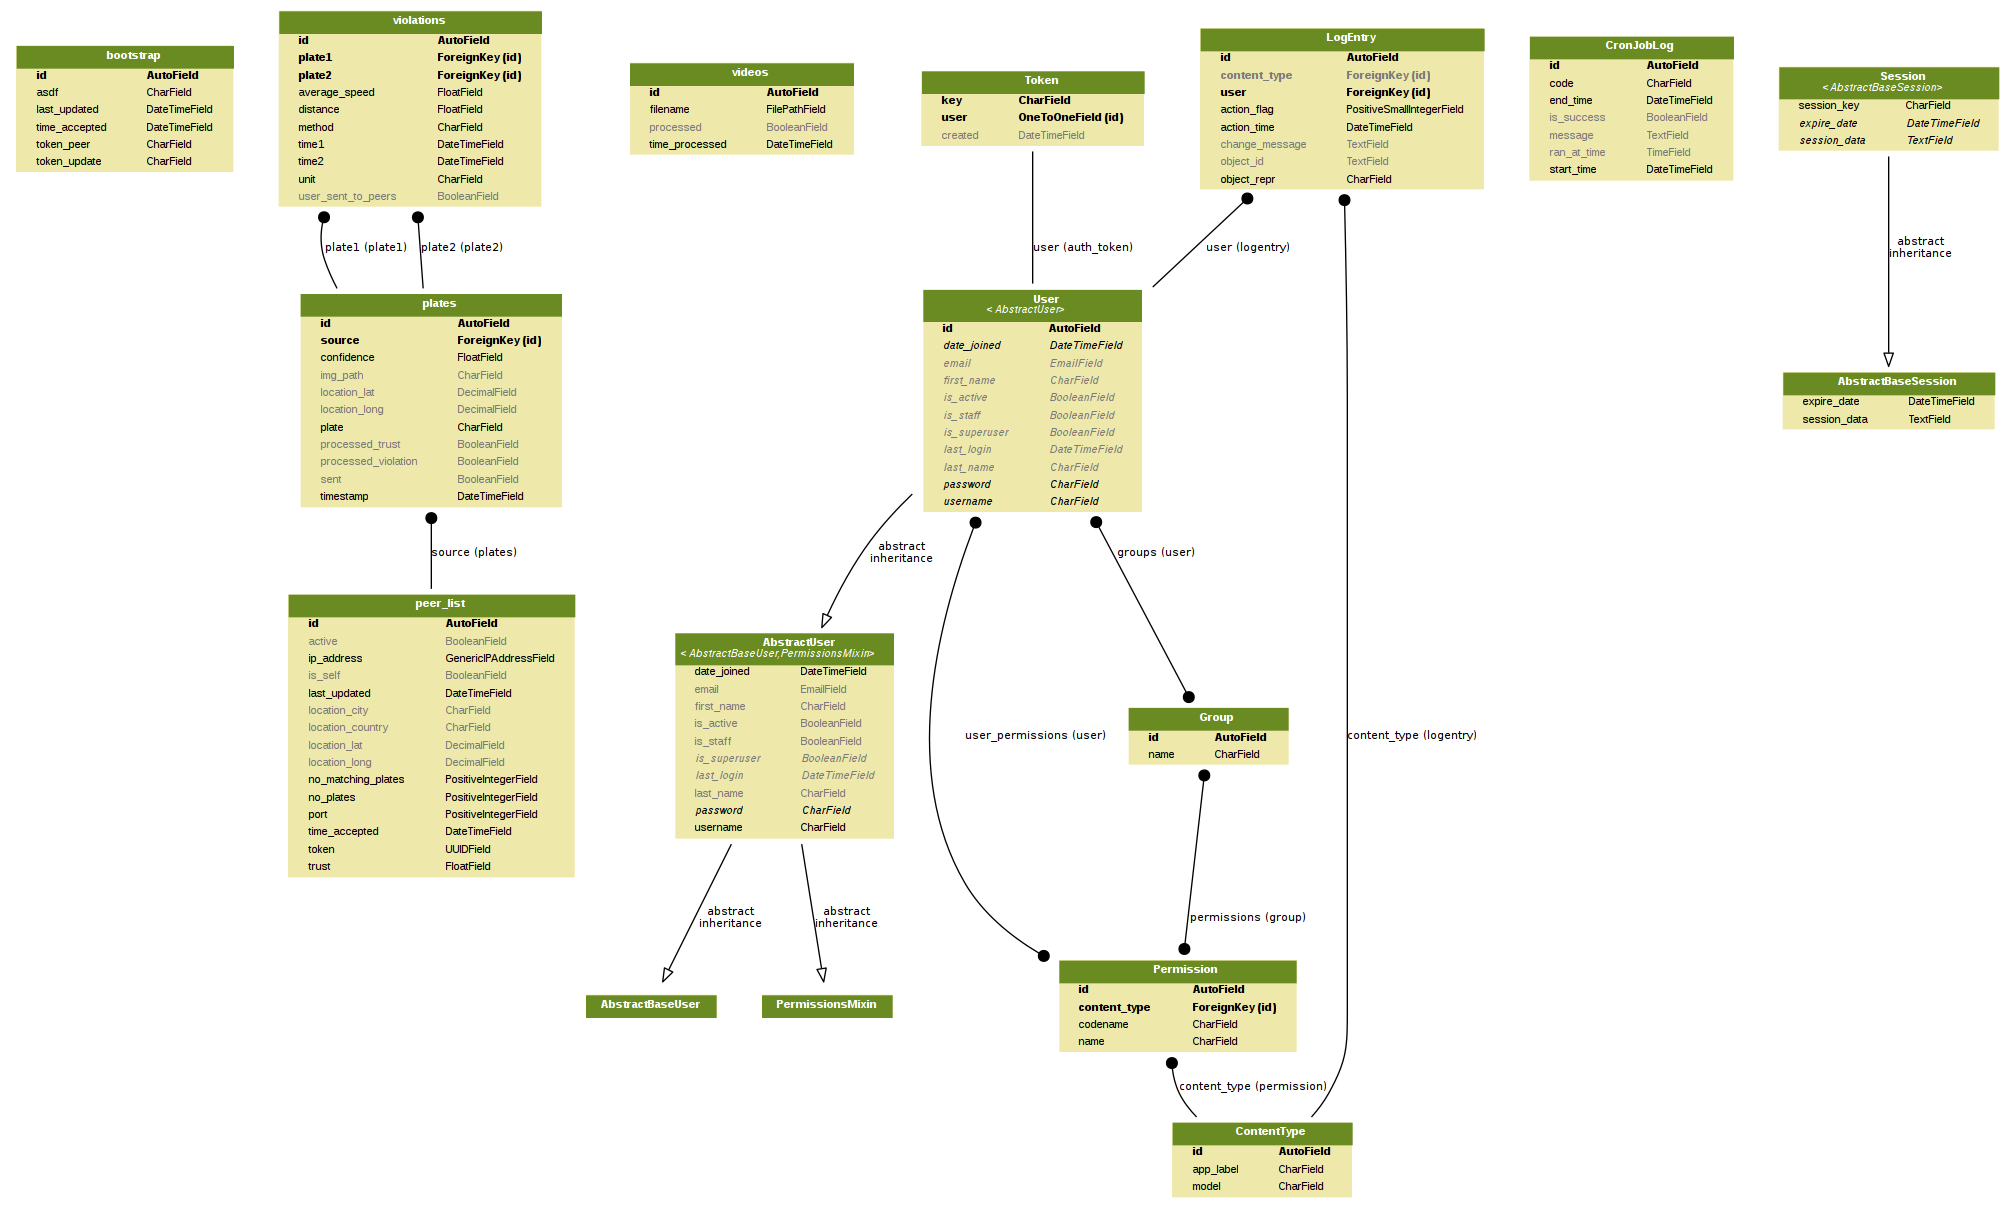 bootstrap
id AutoField
asdf CharField
last_updated DateTimeField
time_accepted DateTimeField
token_peer CharField
token_update CharField
violations
id AutoField
plate1 ForeignKey (id)
plate2 ForeignKey (id)
average_speed FloatField
distance FloatField
method CharField
time1 DateTimeField
time2 DateTimeField
unit CharField
user_sent_to_peers BooleanField
videos
id AutoField
filename FilePathField
processed BooleanField
time_processed DateTimeField
Token
key CharField
user OneToOneField (id)
created DateTimeField
LogEntry
id AutoField
content_type ForeignKey (id)
user ForeignKey (id)
action_flag PositiveSmallIntegerField
action_time DateTimeField
change_message TextField
object_id TextField
object_repr CharField
CronJobLog
id AutoField
code CharField
end_time DateTimeField
is_success BooleanField
message TextField
ran_at_time TimeField
start_time DateTimeField
Session
<AbstractBaseSession>
session_key CharField
expire_date DateTimeField
session_data TextField
plate1 (plate1)
plate2 (plate2)
user (auth_token)
user (logentry)
abstract
inheritance
plates
id AutoField
source ForeignKey (id)
confidence FloatField
img_path CharField
location_lat DecimalField
location_long DecimalField
plate CharField
processed_trust BooleanField
processed_violation BooleanField
sent BooleanField
timestamp DateTimeField
User
<AbstractUser>
id AutoField
date_joined DateTimeField
email EmailField
first_name CharField
is_active BooleanField
is_staff BooleanField
is_superuser BooleanField
last_login DateTimeField
last_name CharField
password CharField
username CharField
AbstractBaseSession
expire_date DateTimeField
session_data TextField
source (plates)
abstract
inheritance
groups (user)
peer_list
id AutoField
active BooleanField
ip_address GenericIPAddressField
is_self BooleanField
last_updated DateTimeField
location_city CharField
location_country CharField
location_lat DecimalField
location_long DecimalField
no_matching_plates PositiveIntegerField
no_plates PositiveIntegerField
port PositiveIntegerField
time_accepted DateTimeField
token UUIDField
trust FloatField
AbstractUser
<AbstractBaseUser,PermissionsMixin>
date_joined DateTimeField
email EmailField
first_name CharField
is_active BooleanField
is_staff BooleanField
is_superuser BooleanField
last_login DateTimeField
last_name CharField
password CharField
username CharField
user_permissions (user)
Group
id AutoField
name CharField
content_type (logentry)
abstract
inheritance
abstract
inheritance
permissions (group)
AbstractBaseUser
PermissionsMixin
Permission
id AutoField
content_type ForeignKey (id)
codename CharField
name CharField
content_type (permission)
ContentType
id AutoField
app_label CharField
model CharField